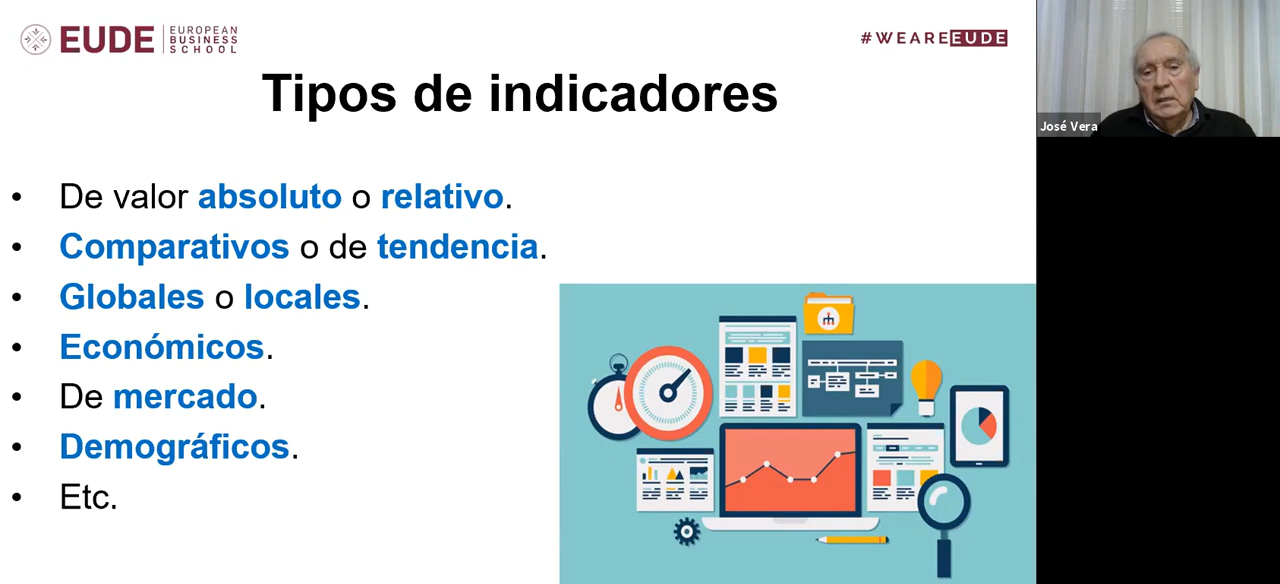 EUDE
EUROPEAN
BUSINESS
SCHOOL
#WEAREEUDE
José Vera
Tipos de indicadores
• De valor absoluto o relativo.
• Comparativos o de tendencia.
• Globales o locales.
• Económicos.
• De mercado.
• Demográficos.
• Etc.